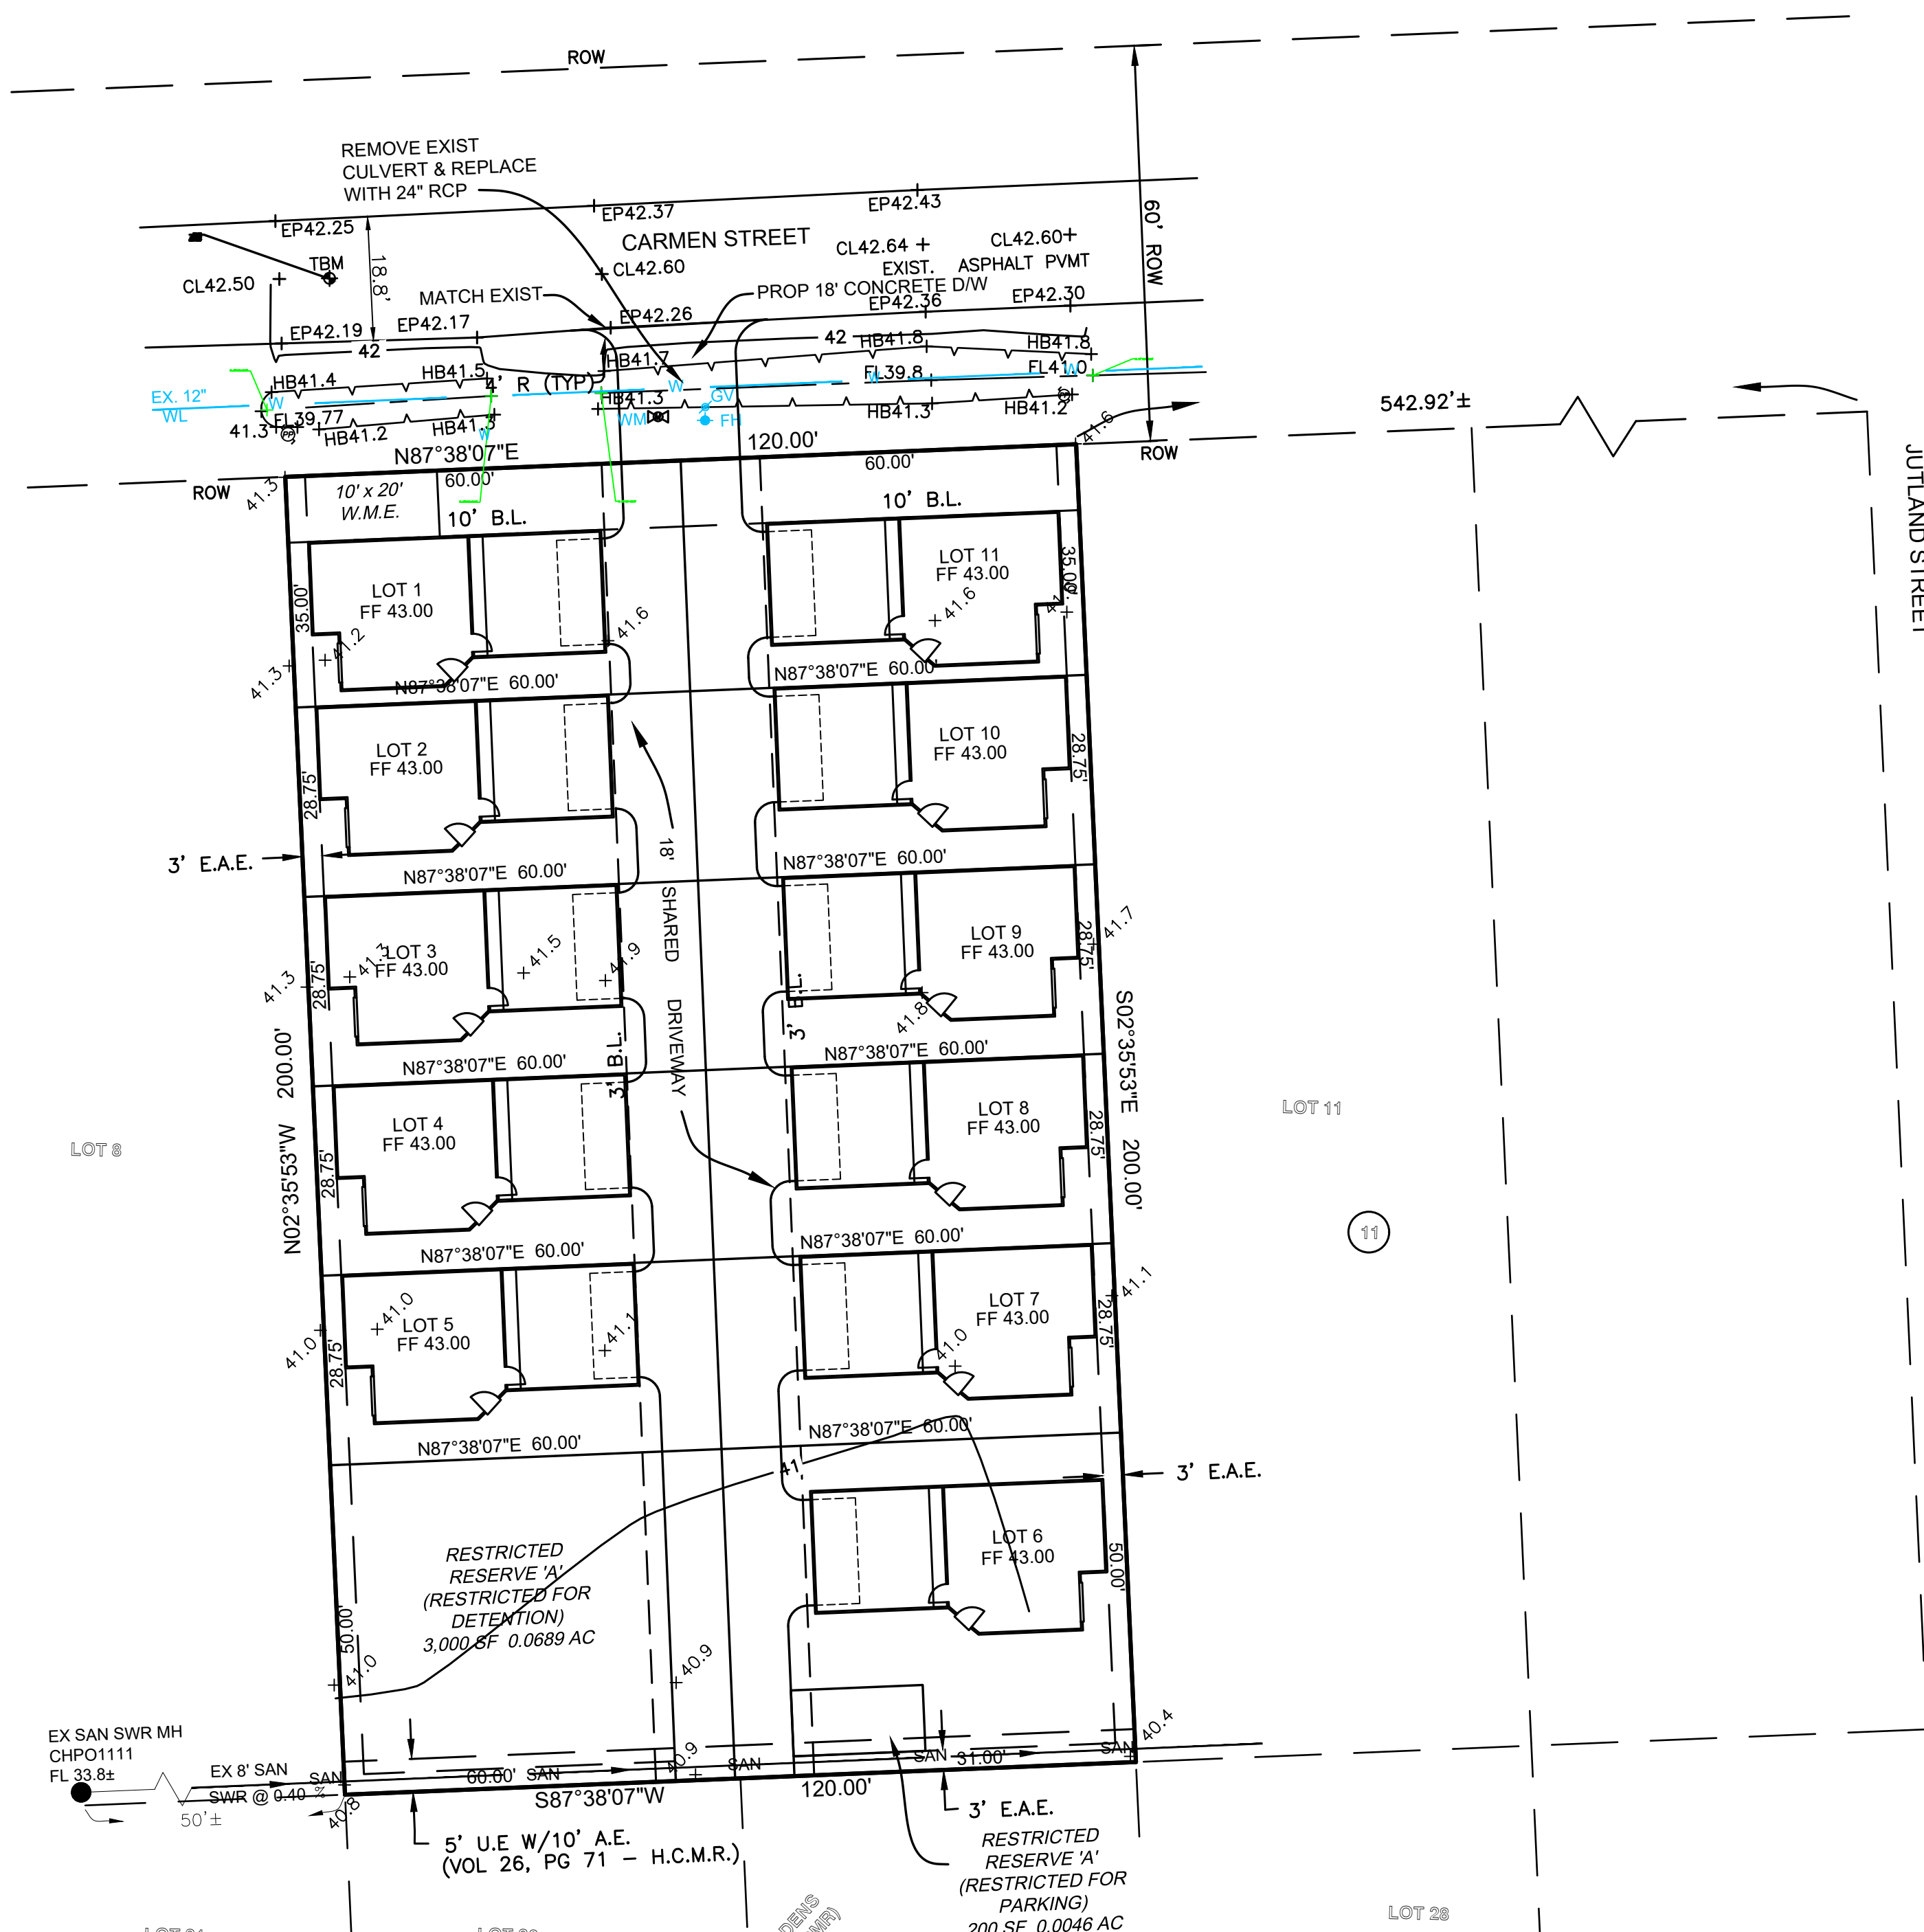 ROW
REMOVE EXIST
CULVERT & REPLACE
WITH 24" RCP
EP42.25
EP42.37
EP42.43
60' ROW
CARMEN STREET
CL42.64
CL42.60
TBM
18.8'
CL42.50
CL42.60
EXIST. ASPHALT PVMT
MATCH EXIST
PROP 18' CONCRETE D/W
EP42.36
EP42.30
EP42.19
EP42.17
EP42.26
42
42
HB41.8
HB41.8
HB41.7
HB41.4
HB41.5
4' R (TYP)
FL39.8
FL41.0
EX. 12"
WL
W
W
W
W
W
GV
HB41.3
WM
FH
HB41.3
HB41.2
FL39.77
41.3
HB41.2
HB41.3
542.92'±
41.6
N87°38'07"E
120.00'
ROW
ROW
41.3
60.00'
60.00'
JUTLAND STREET
10' x 20'
W.M.E.
10' B.L.
10' B.L.
LOT 1
FF 43.00
35.00'
LOT 11
FF 43.00
35.00'
41.6
41.6
41.2
41.3
N87°38'07"E 60.00'
N87°38'07"E 60.00'
LOT 2
FF 43.00
28.75'
LOT 10
FF 43.00
28.75'
3' E.A.E.
N87°38'07"E 60.00'
N87°38'07"E 60.00'
18' SHARED DRIVEWAY
LOT 3
FF 43.00
41.3
28.75'
41.5
41.9
LOT 9
FF 43.00
28.75'
41.7
41.8
3' B.L.
3' B.L.
N87°38'07"E 60.00'
N87°38'07"E 60.00'
N02°35'53"W 200.00'
S02°35'53"E 200.00'
LOT 4
FF 43.00
28.75'
LOT 8
FF 43.00
28.75'
LOT 8
LOT 11
11
N87°38'07"E 60.00'
N87°38'07"E 60.00'
LOT 5
FF 43.00
41.0
41.0
28.75'
41.1
LOT 7
FF 43.00
41.0
28.75'
41.1
N87°38'07"E 60.00'
N87°38'07"E 60.00'
41
3' E.A.E.
LOT 6
FF 43.00
50.00'
RESTRICTED
RESERVE 'A'
(RESTRICTED FOR
DETENTION)
3,000 SF 0.0689 AC
50.00'
41.0
40.9
40.4
EX SAN SWR MH
CHPO1111
FL 33.8±
EX 8' SAN
SWR @ 0.40 %
50'±
SAN
60.00'
SAN
40.9
SAN
SAN
31.00'
SAN
40.8
S87°38'07"W
120.00'
5' U.E W/10' A.E.
(VOL 26, PG 71 – H.C.M.R.)
3' E.A.E.
RESTRICTED
RESERVE 'A'
(RESTRICTED FOR
PARKING)
200 SF 0.0046 AC
LOT 28